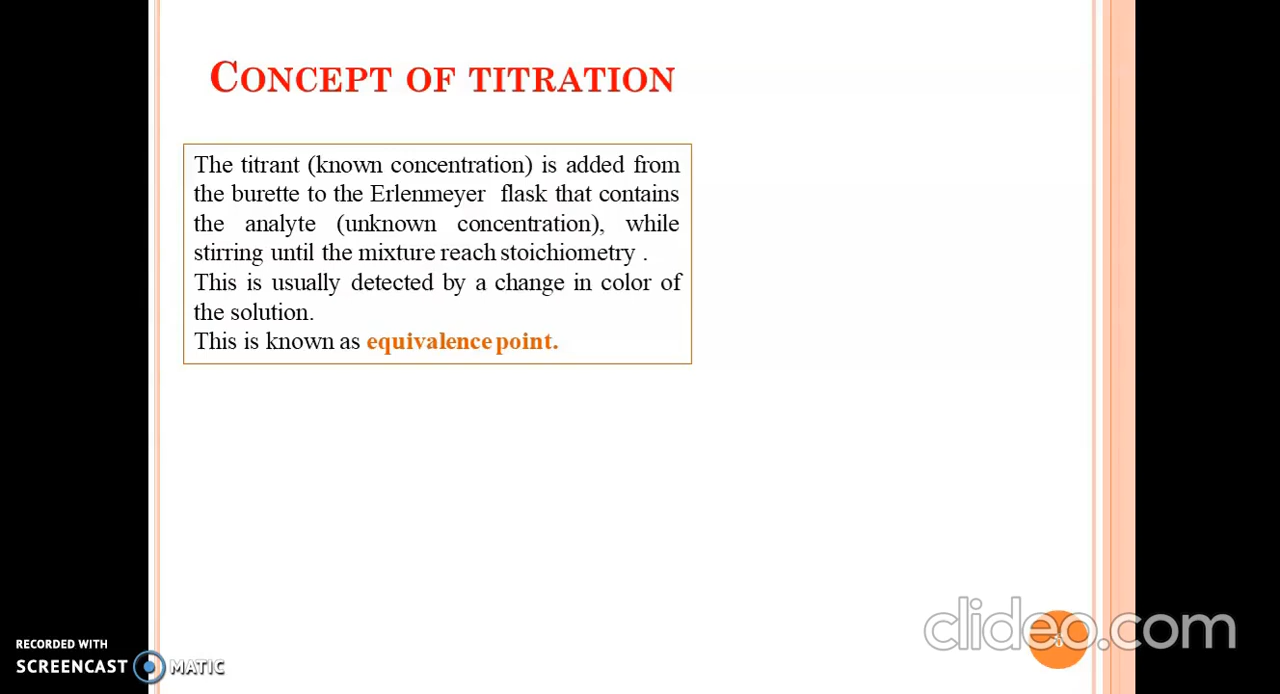 CONCEPT OF TITRATION
The titrant (known concentration) is added from
the burette to the Erlenmeyer flask that contains
the analyte (unknown concentration), while
stirring until the mixture reach stoichiometry .
This is usually detected by a change in color of
the solution.
This is known as equivalence point.
clideo.com
RECORDED WITH
SCREENCAST MATIC